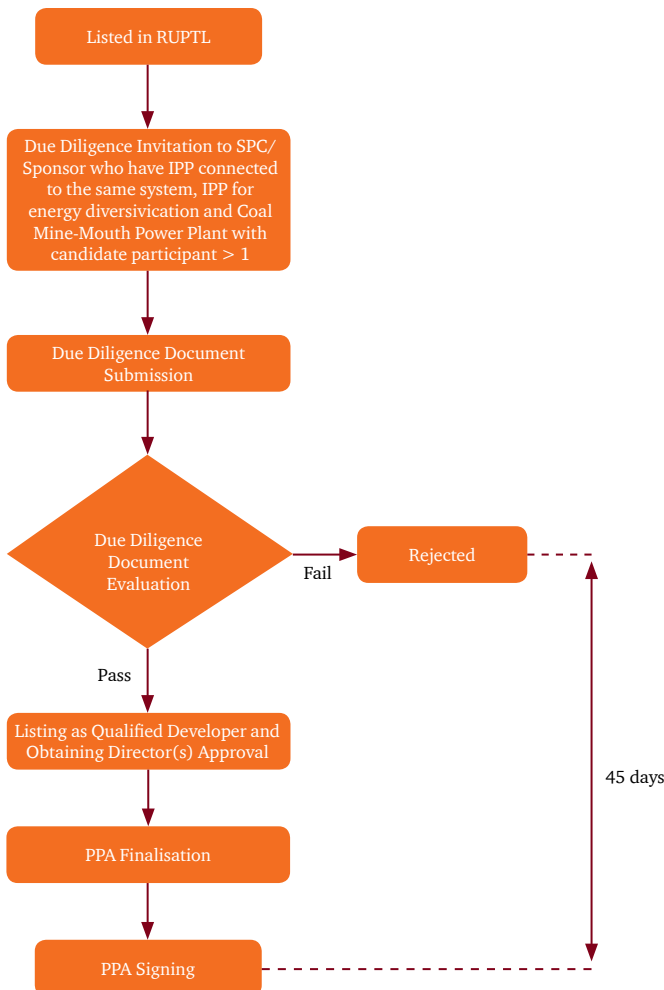 Listed in RUPTL
Due Diligence Invitation to SPC/
Sponsor who have IPP connected
to the same system, IPP for
energy diversivication and Coal
Mine-Mouth Power Plant with
candidate participant > 1
Due Diligence Document
Submission
Due Diligence
Document
Evaluation
Fail
Rejected
Pass
Listing as Qualified Developer and
Obtaining Director(s) Approval
45 days
PPA Finalisation
PPA Signing